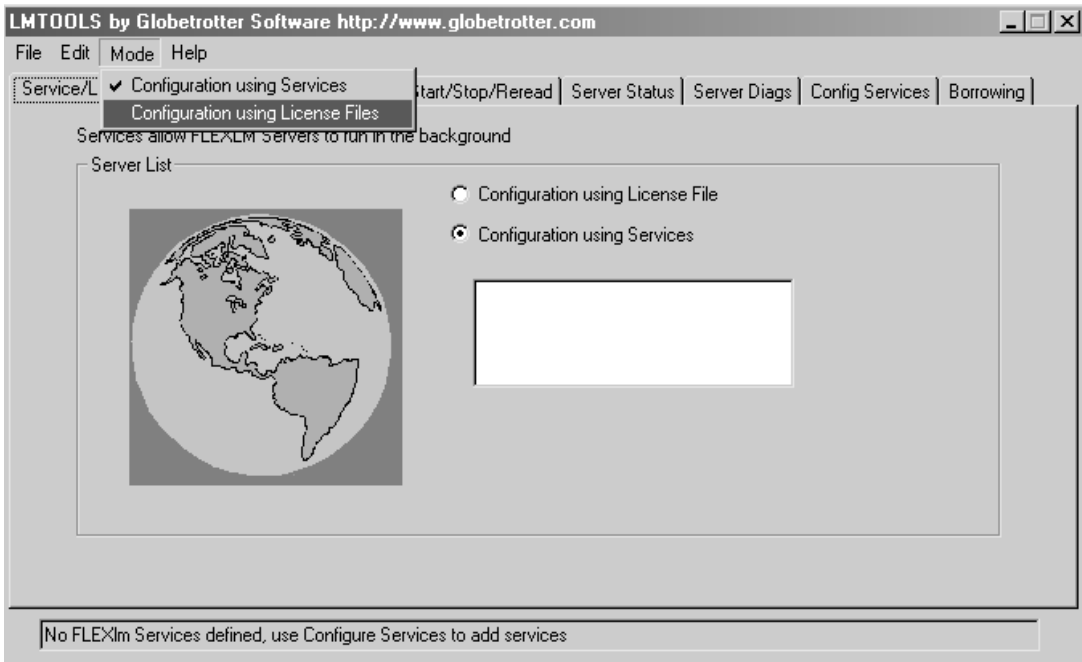 LMTOOLS by Globetrotter Software http://www.globetrotter.com
File Edit Mode Help
Configuration using Services
Configuration using License Files
Service/L
Start/Stop/Reread
Server Status
Server Diags
Config Services
Borrowing
Services allow FLEXLM Servers to run in the background
Server List
Configuration using License File
Configuration using Services
No FLEXlm Services defined, use Configure Services to add services